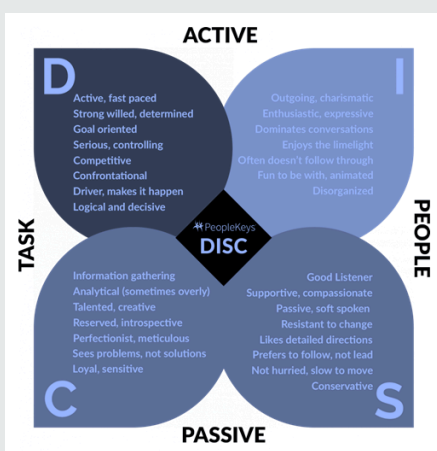 ACTIVE
D
Active, fast paced
Strong willed, determined
Goal oriented
Serious, controlling
Competitive
Confrontational
Driver, makes it happen
Logical and decisive
I
Outgoing, charismatic
Enthusiastic, expressive
Dominates conversations
Enjoys the limelight
Often doesn't follow through
Fun to be with, animated
Disorganized
TASK
PeopleKeys
DISC
PEOPLE
Information gathering
Analytical (sometimes overly)
Talented, creative
Reserved, introspective
Perfectionist, meticulous
Sees problems, not solutions
Loyal, sensitive
C
Good Listener
Supportive, compassionate
Passive, soft spoken
Resistant to change
Likes detailed directions
Prefers to follow, not lead
Not hurried, slow to move
Conservative
S
PASSIVE